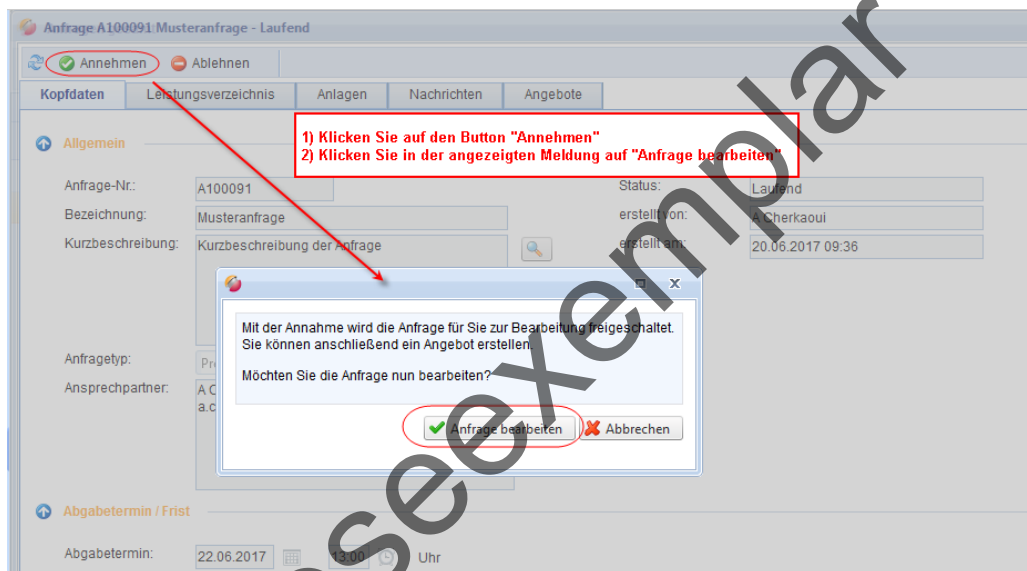 Anfrage A100091 Musteranfrage - Laufend
Annehmen Ablehnen
Kopfdaten Leistungsverzeichnis Anlagen Nachrichten Angebote
1) Klicken Sie auf den Button "Annehmen"
2) Klicken Sie in der angezeigten Meldung auf "Anfrage bearbeiten"
Allgemein
Anfrage-Nr.: A100091 Status: Laufend
Bezeichnung: Musteranfrage erstellt von: A Cherkaoui
Kurzbeschreibung: Kurzbeschreibung der Anfrage erstellt am: 20.06.2017 09:36
X
Mit der Annahme wird die Anfrage für Sie zur Bearbeitung freigeschaltet.
Sie können anschließend ein Angebot erstellen.
Möchten Sie die Anfrage nun bearbeiten?
Anfrage bearbeiten Abbrechen
Anfragetyp:
Ansprechpartner: A C
a.c
Abgabetermin / Frist
Abgabetermin: 22.06.2017 13:00 Uhr
seexemplar